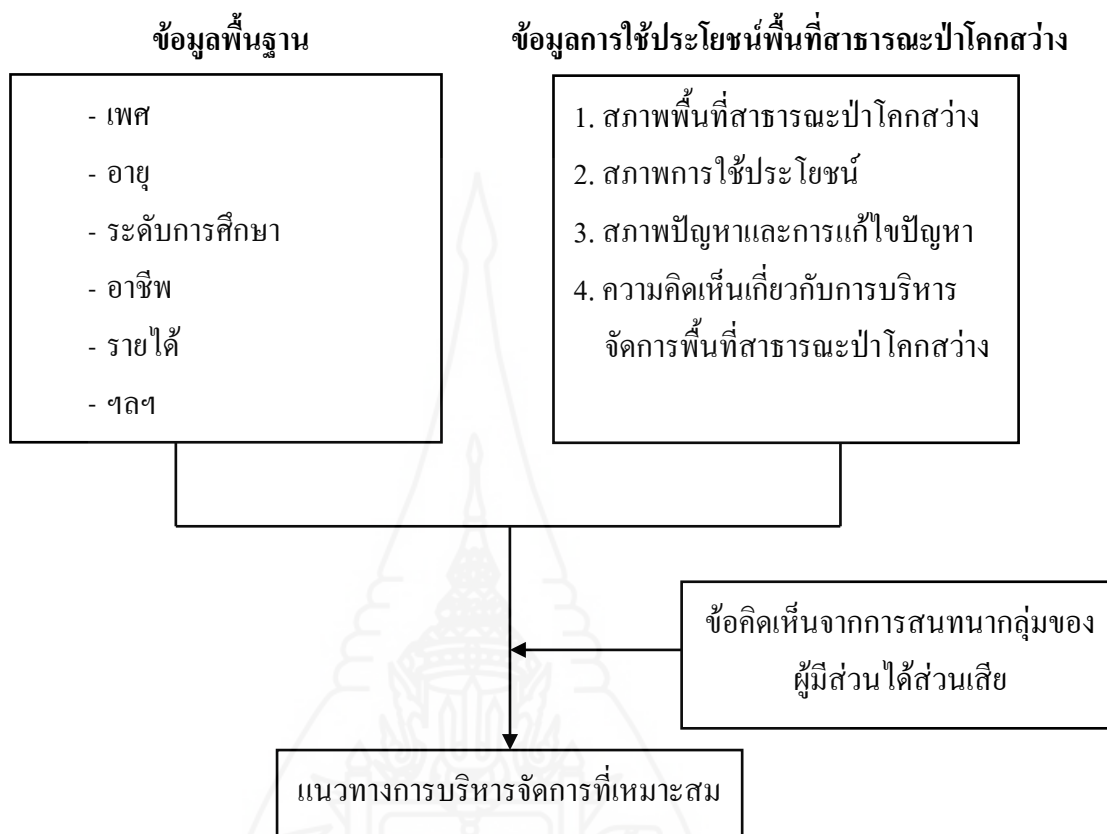 ข้อมูลพื้นฐาน
- เพศ
- อายุ
- ระดับการศึกษา
- อาชีพ
- รายได้
- ฯลฯ
ข้อมูลการใช้ประโยชน์พื้นที่สาธารณะป่าโคกสว่าง
1. สภาพพื้นที่สาธารณะป่าโคกสว่าง
2. สภาพการใช้ประโยชน์
3. สภาพปัญหาและการแก้ไขปัญหา
4. ความคิดเห็นเกี่ยวกับการบริหาร
จัดการพื้นที่สาธารณะป่าโคกสว่าง
ข้อคิดเห็นจากการสนทนากลุ่มของ
ผู้มีส่วนได้ส่วนเสีย
แนวทางการบริหารจัดการที่เหมาะสม